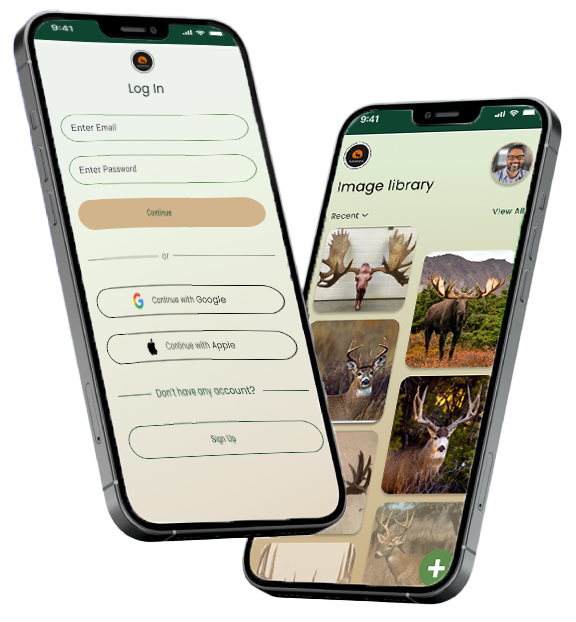 9:41
Log In
Enter Email
Enter Password
Continue
or
Continue with Google
Continue with Apple
Don't have any account?
Sign Up
9:41
Image library
Recent
View All